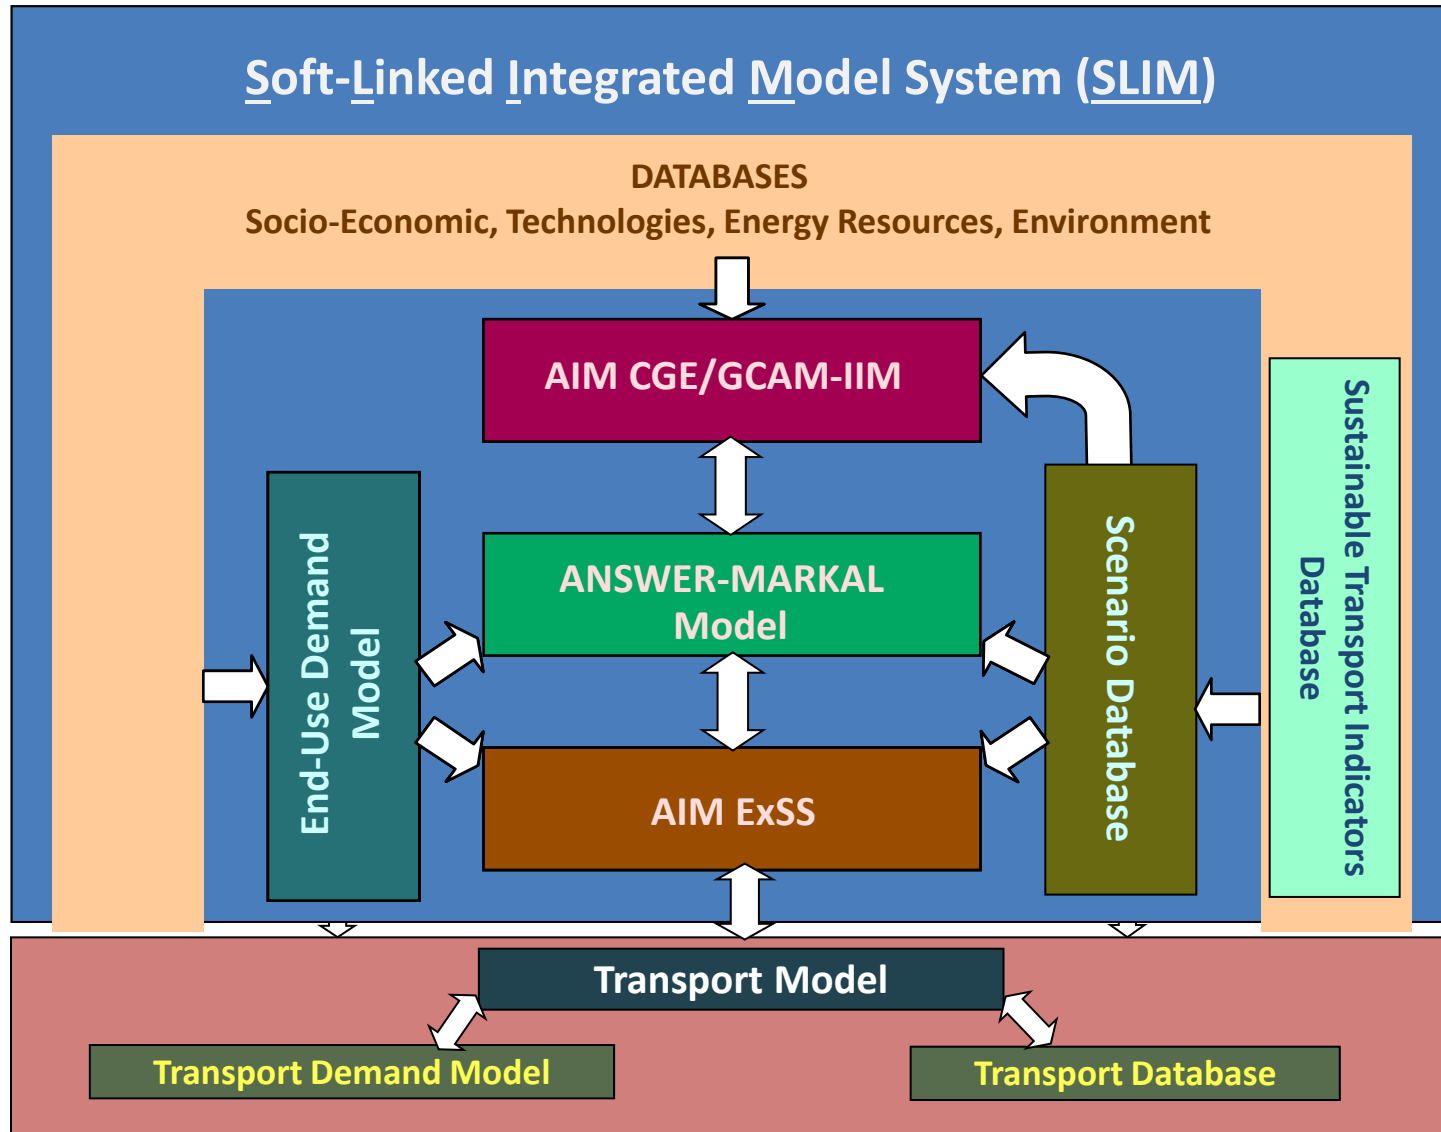 Soft-Linked Integrated Model System (SLIM)
DATABASES
Socio-Economic, Technologies, Energy Resources, Environment
AIM CGE/GCAM-IIM
End-Use Demand
Model
ANSWER-MARKAL
Model
AIM ExSS
Scenario Database
Sustainable Transport Indicators
Database
Transport Model
Transport Demand Model
Transport Database